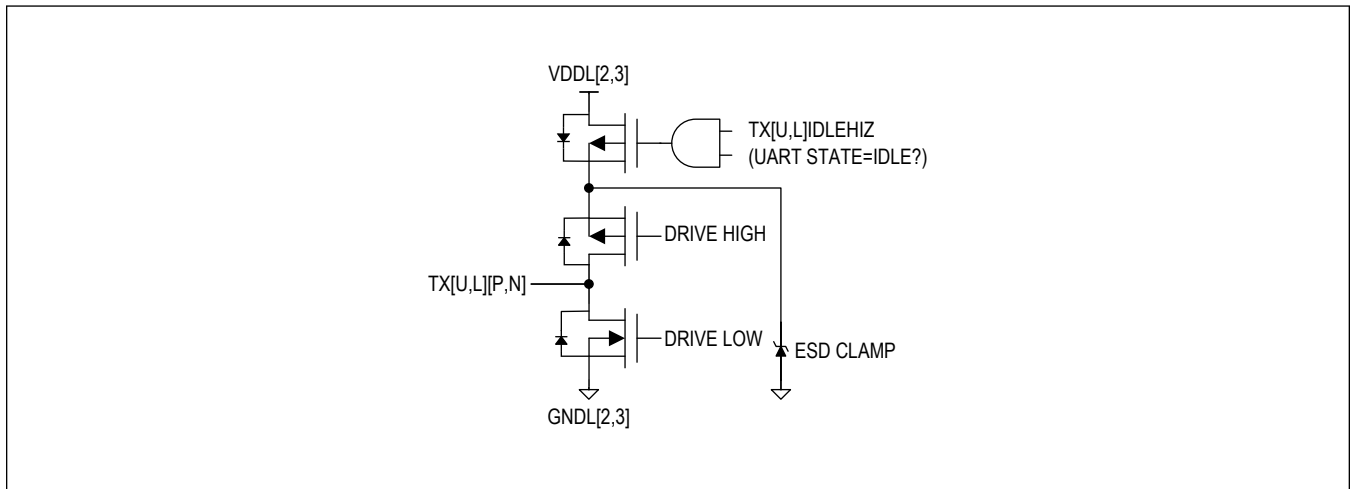 VDDL[2,3]
TX[U,L]IDLEHIZ
(UART STATE=IDLE?)
DRIVE HIGH
TX[U,L][P,N]
DRIVE LOW
ESD CLAMP
GNDL[2,3]